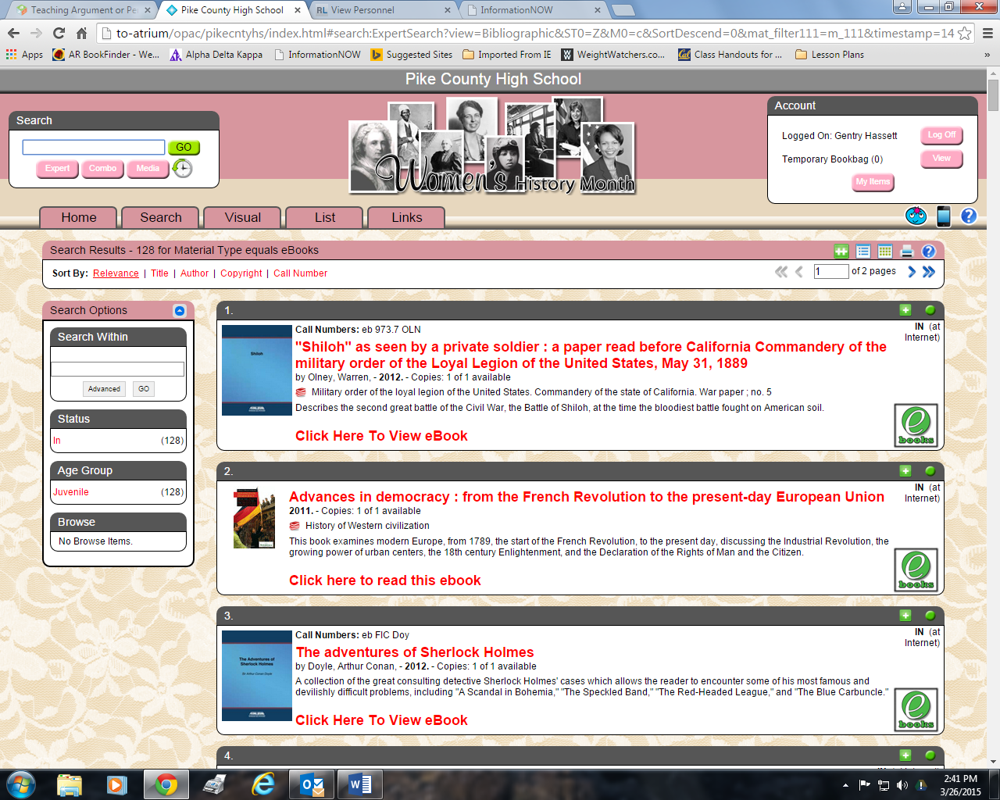 Teaching Argument or Pe
Pike County High School
RL View Personnel
InformationNOW
to-atrium/opac/pikecntyhs/index.html#search:ExpertSearch?view=Bibliographic&ST0=Z&M0=c&SortDescend=0&mat_filter111=m_111&timestamp=14
Apps
AR BookFinder - We...
Alpha Delta Kappa
InformationNOW
Suggested Sites
Imported From IE
WeightWatchers.co...
Class Handouts for ...
Lesson Plans
»
Pike County High School
Search
GO
Expert Combo Media
Women's History Month
Account
Logged On: Gentry Hassett Log Off
Temporary Bookbag (0) View
My Items
Home Search Visual List Links
Search Results - 128 for Material Type equals eBooks
Sort By: Relevance | Title | Author | Copyright | Call Number
1 of 2 pages
Search Options
Search Within
Advanced GO
Status
In (128)
Age Group
Juvenile (128)
Browse
No Browse Items.
1.
Shiloh
Call Numbers: eb 973.7 OLN
IN (at
Internet)
"Shiloh" as seen by a private soldier : a paper read before California Commandery of the
military order of the Loyal Legion of the United States, May 31, 1889
by Olney, Warren, - 2012. - Copies: 1 of 1 available
Military order of the loyal legion of the United States. Commandery of the state of California. War paper ; no. 5
Describes the second great battle of the Civil War, the Battle of Shiloh, at the time the bloodiest battle fought on American soil.
Click Here To View eBook
e
books
2.
IN (at
Internet)
Advances in democracy : from the French Revolution to the present-day European Union
2011. - Copies: 1 of 1 available
History of Western civilization
This book examines modern Europe, from 1789, the start of the French Revolution, to the present day, discussing the Industrial Revolution, the
growing power of urban centers, the 18th century Enlightenment, and the Declaration of the Rights of Man and the Citizen.
Click here to read this ebook
e
books
3.
The Adventures of
Sherlock Holmes
Sir Arthur Conan Doyle
Call Numbers: eb FIC Doy
IN (at
Internet)
The adventures of Sherlock Holmes
by Doyle, Arthur Conan, - 2012. - Copies: 1 of 1 available
A collection of the great consulting detective Sherlock Holmes' cases which allows the reader to encounter some of his most famous and
devilishly difficult problems, including "A Scandal in Bohemia," "The Speckled Band," "The Red-Headed League," and "The Blue Carbuncle."
Click Here To View eBook
e
books
4.
2:41 PM
3/26/2015